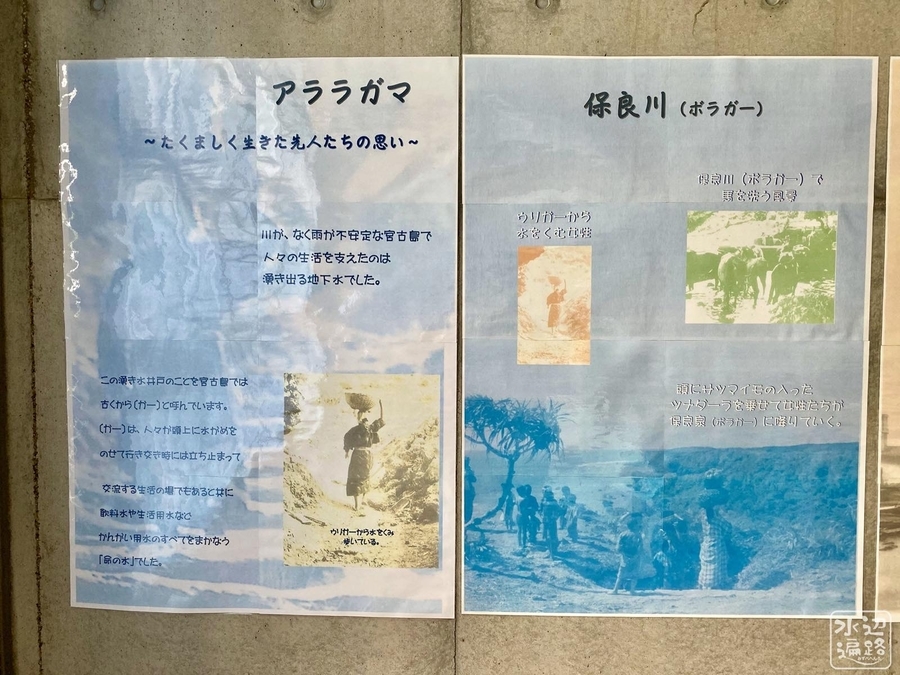 アララガマ
～たくましく生きた先人たちの思い～
川が、なく雨が不安定な宮古島で
人々の生活を支えたのは
湧き出る地下水でした。
この湧き水井戸のことを宮古島では
古くから(ガー)と呼んでいます。
(ガー)は、人々が頭上に水がめを
のせて行き交き時には立ち止まって
交流する生活の場でもあると共に
飲料水や生活用水など
かんがい用水のすべてをまかなう
「命の水」でした。
ウリガーから水をくみ
歩いている。
保良川（ボラガー）
保良川（ボラガー）で
馬を洗う風景
ウリガーから
水をくむ女性
頭にサツマイモの入った、
ツナダーラを乗せて女性たちが
保良泉（ボラガー）に降りていく。
水辺
遍路